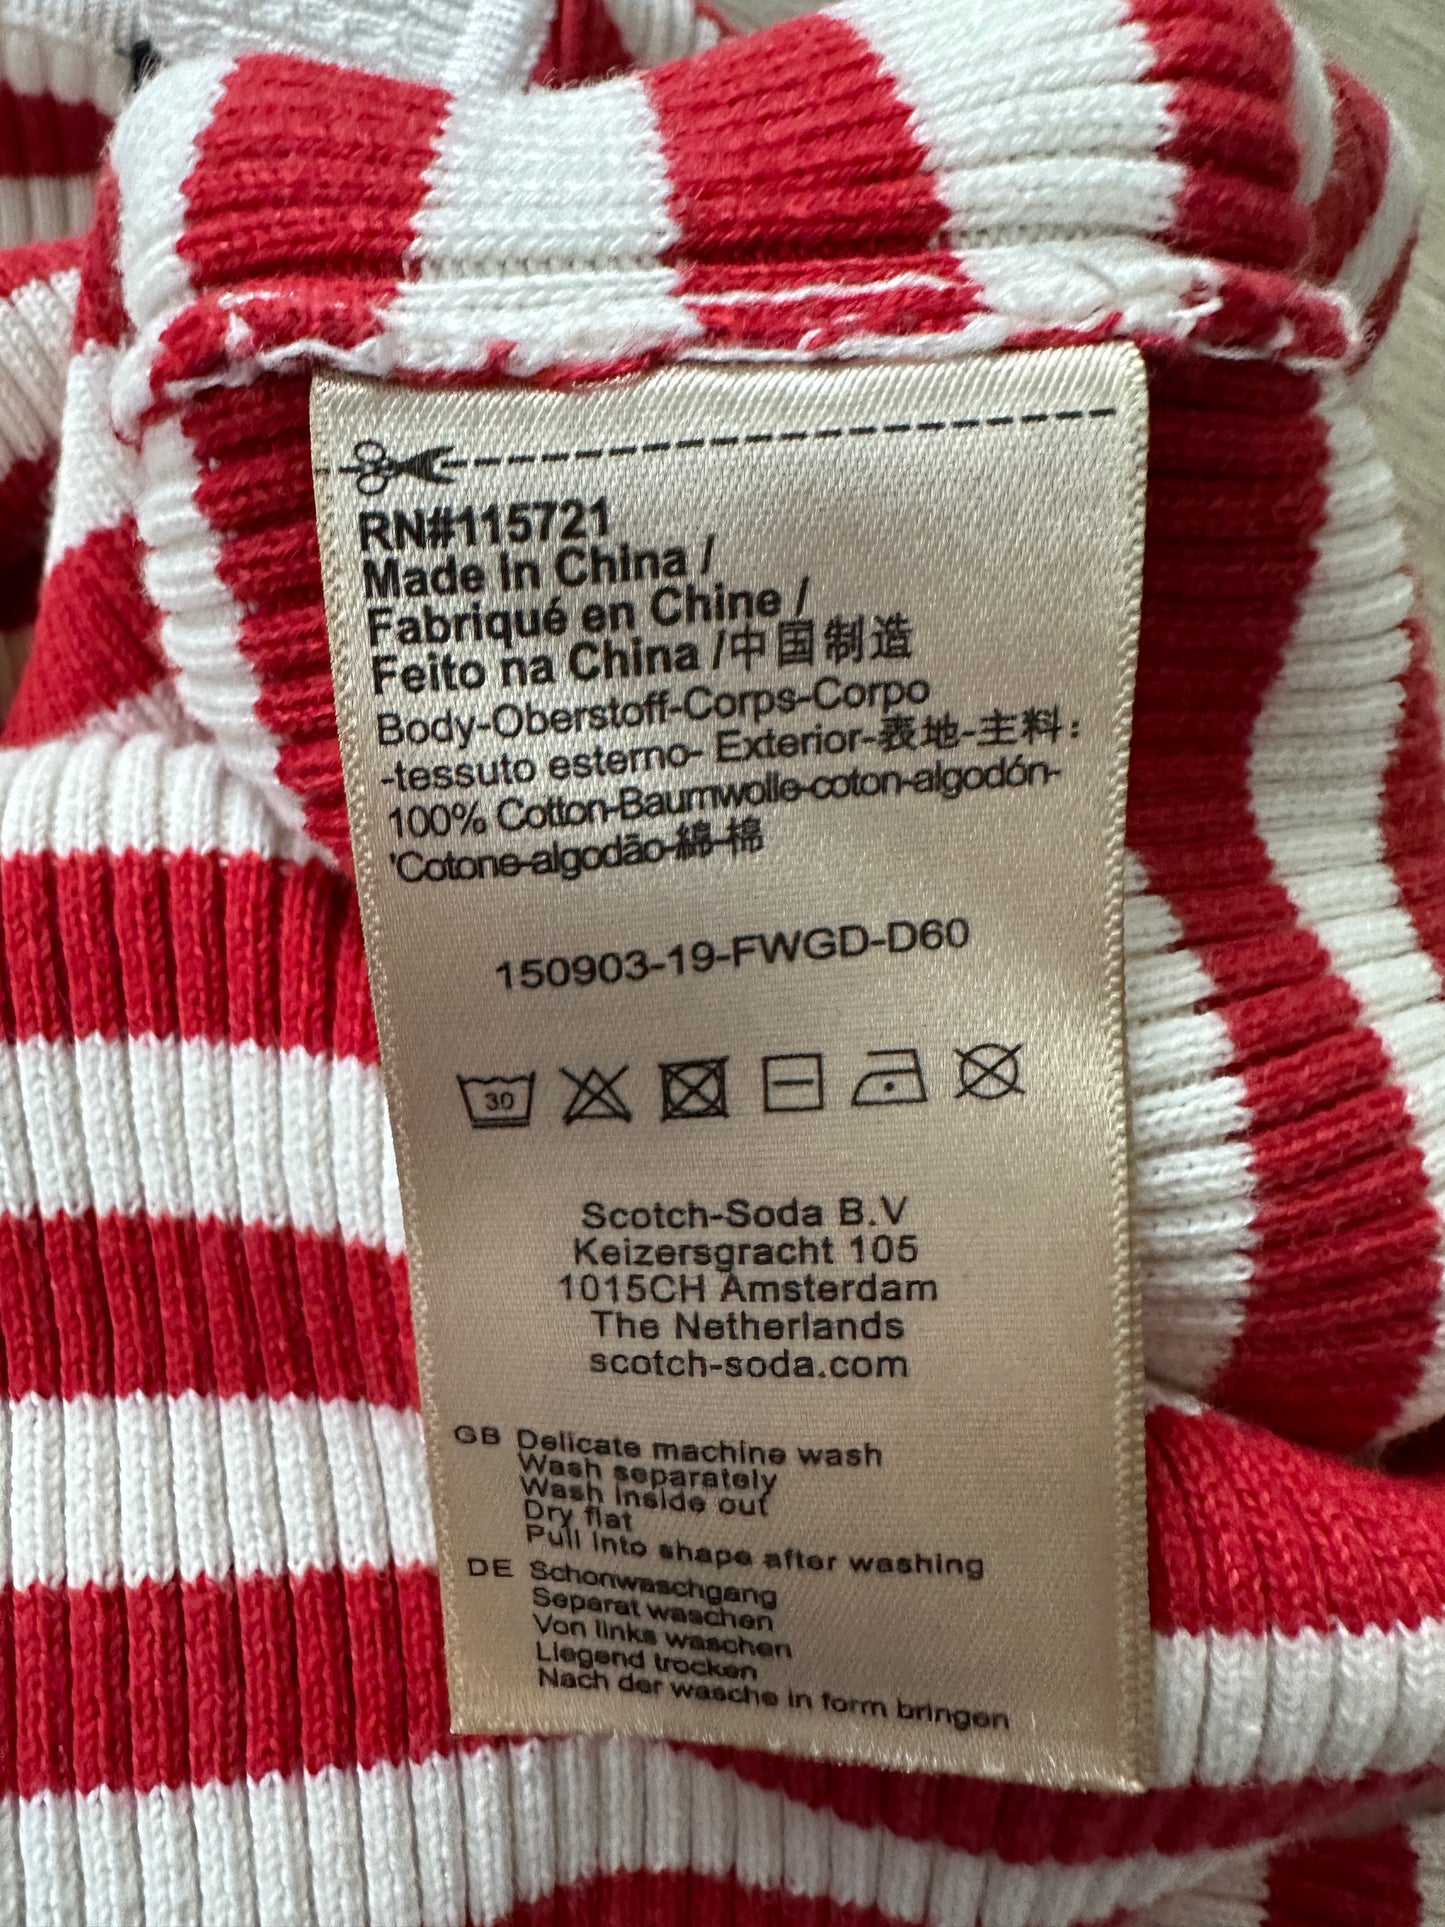 RN#115721
Made in China /
Fabriqué en Chine /
Feito na China /中国制造
Body-Oberstoff-Corps-Corpo
-tessuto esterno- Exterior-表地-主料:
100% Cotton-Baumwolle-coton-algodón-
'Cotone-algodão-綿-棉
150903-19-FWGD-D60
30
Scotch-Soda B.V
Keizersgracht 105
1015CH Amsterdam
The Netherlands
scotch-soda.com
GB Delicate machine wash
Wash separately
Wash inside out
Dry flat
Pull into shape after washing
DE Schonwaschgang
Separat waschen
Von links waschen
Liegend trocken
Nach der wasche in form bringen